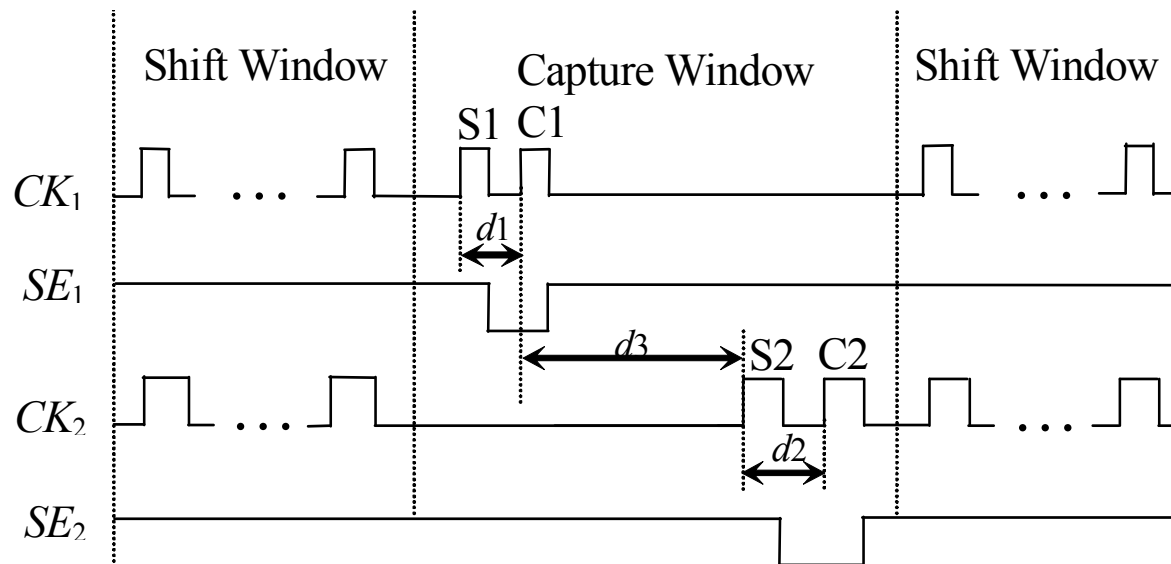 Shift Window
Capture Window
Shift Window
S1 C1
CK1
...
...
d1
SE1
d3
S2 C2
CK2
...
...
d2
SE2